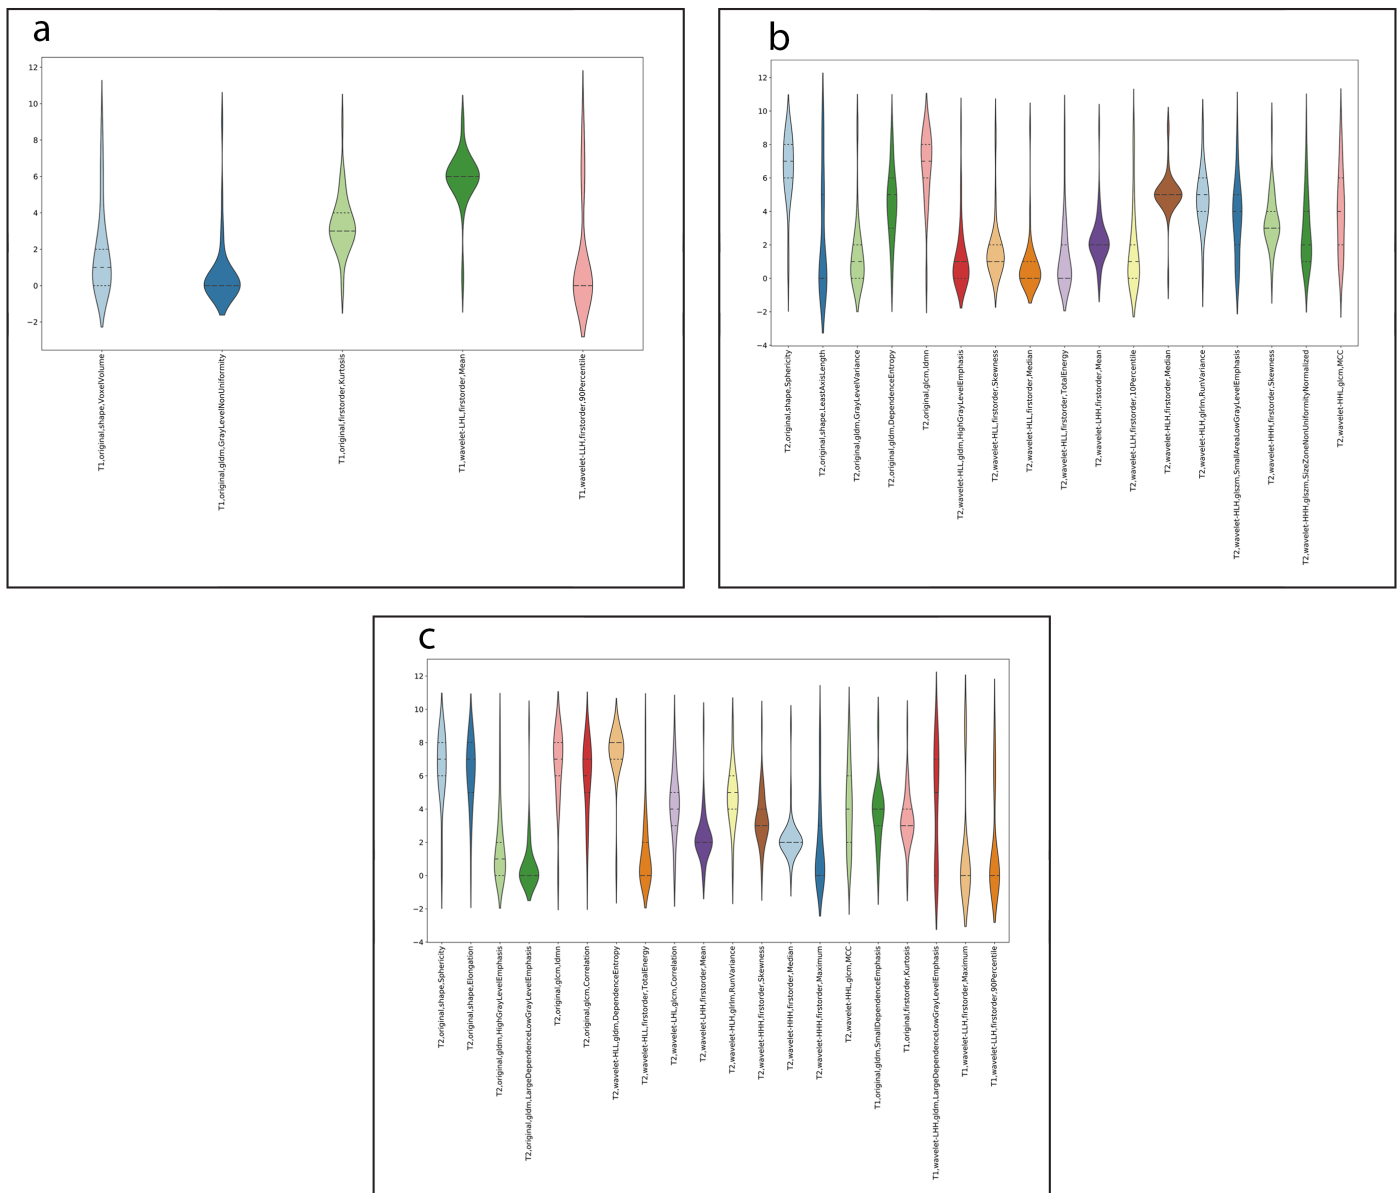 a
12
10
8
6
4
2
0
−2
T1,original,shape,VoxelVolume
T1,original,gldm,GrayLevelNonUniformity
T1,original,firstorder,Kurtosis
T1,wavelet-LHL,firstorder,Mean
T1,wavelet-LLH,firstorder,90Percentile
b
12
10
8
6
4
2
0
−2
−4
T2,original,shape,Sphericity
T2,original,shape,LeastAxisLength
T2,original,gldm,GrayLevelVariance
T2,original,gldm,DependenceEntropy
T2,original,glcm,Idmn
T2,wavelet-HLL,gldm,HighGrayLevelEmphasis
T2,wavelet-HLL,firstorder,Skewness
T2,wavelet-HLL,firstorder,Median
T2,wavelet-HLL,firstorder,TotalEnergy
T2,wavelet-LHH,firstorder,Mean
T2,wavelet-LLH,firstorder,10Percentile
T2,wavelet-HLH,firstorder,Median
T2,wavelet-HLH,glrlm,RunVariance
T2,wavelet-HLH,glszm,SmallAreaLowGrayLevelEmphasis
T2,wavelet-HHH,firstorder,Skewness
T2,wavelet-HHH,glszm,SizeZoneNonUniformityNormalized
T2,wavelet-HHL,glcm,MCC
c
12
10
8
6
4
2
0
−2
−4
T2,original,shape,Sphericity
T2,original,shape,Elongation
T2,original,gldm,HighGrayLevelEmphasis
T2,original,gldm,LargeDependenceLowGrayLevelEmphasis
T2,original,glcm,Idmn
T2,original,glcm,Correlation
T2,wavelet-HLL,gldm,DependenceEntropy
T2,wavelet-HLL,firstorder,TotalEnergy
T2,wavelet-LHL,glcm,Correlation
T2,wavelet-LHH,firstorder,Mean
T2,wavelet-HLH,glrlm,RunVariance
T2,wavelet-HHH,firstorder,Skewness
T2,wavelet-HHH,firstorder,Median
T2,wavelet-HHH,firstorder,Maximum
T2,wavelet-HHL,glcm,MCC
T1,original,gldm,SmallDependenceEmphasis
T1,original,firstorder,Kurtosis
T1,wavelet-LHH,gldm,LargeDependenceLowGrayLevelEmphasis
T1,wavelet-LLH,firstorder,Maximum
T1,wavelet-LLH,firstorder,90Percentile